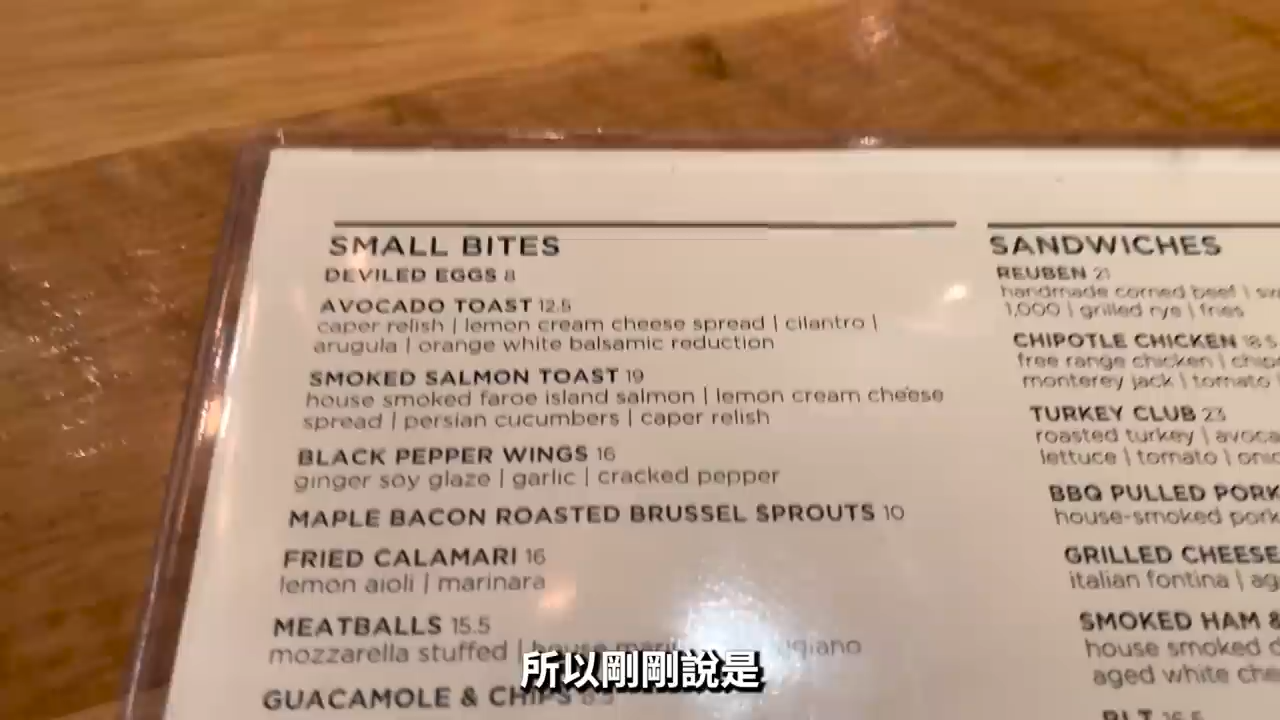 SMALL BITES
DEVILED EGGS 8
AVOCADO TOAST 12.5
caper relish | lemon cream cheese spread | cilantro |
arugula | orange white balsamic reduction
SMOKED SALMON TOAST 19
house smoked faroe island salmon | lemon cream cheese
spread | persian cucumbers | caper relish
BLACK PEPPER WINGS 16
ginger soy glaze | garlic | cracked pepper
MAPLE BACON ROASTED BRUSSEL SPROUTS 10
FRIED CALAMARI 16
lemon aioli | marinara
MEATBALLS 15.5
mozzarella stuffed | house
GUACAMOLE & CHIPS
SANDWICHES
REUBEN 21
handmade corned beef |
1,000 | grilled rye | fries
CHIPOTLE CHICKEN 18.5
free range chicken |
monterey jack | tomato
TURKEY CLUB 23
roasted turkey |
lettuce | tomato |
BBQ PULLED PORK
house-smoked pork
GRILLED CHEESE
italian fontina |
SMOKED HAM &
house smoked
aged white
BLT 16.5
所以剛剛說是